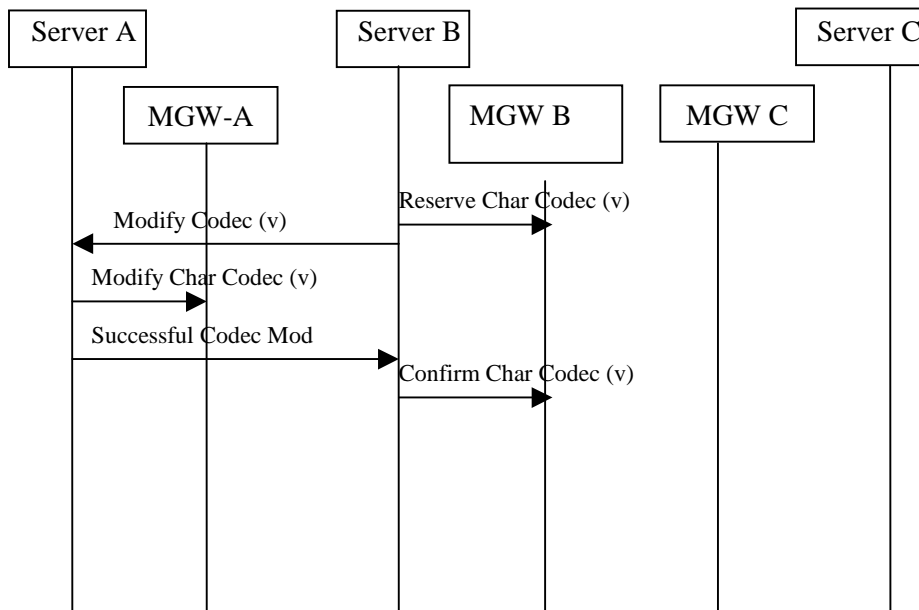 Server A
Server B
Server C
MGW-A
MGW B
MGW C
Reserve Char Codec (v)
Modify Codec (v)
Modify Char Codec (v)
Successful Codec Mod
Confirm Char Codec (v)